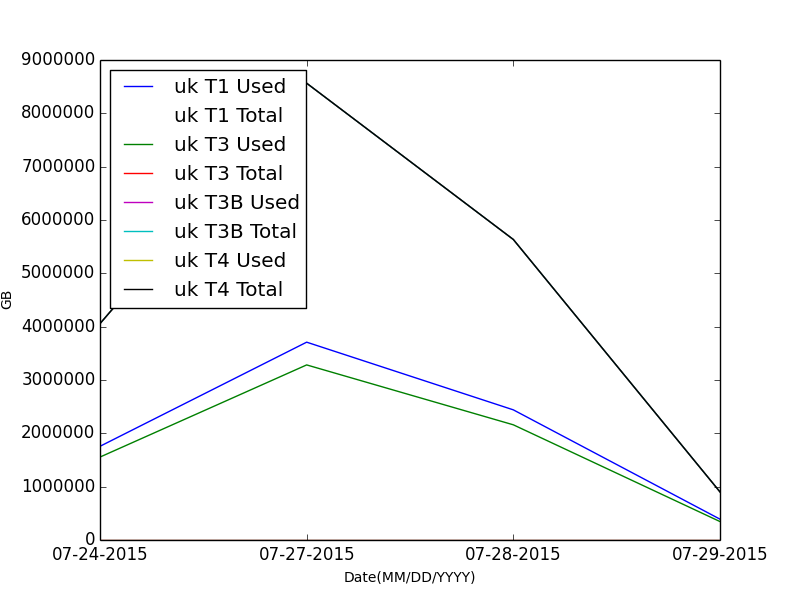 9000000
8000000
7000000
6000000
5000000
4000000
3000000
2000000
1000000
0
GB
uk T1 Used
uk T1 Total
uk T3 Used
uk T3 Total
uk T3B Used
uk T3B Total
uk T4 Used
uk T4 Total
07-24-2015 07-27-2015 07-28-2015 07-29-2015
Date(MM/DD/YYYY)